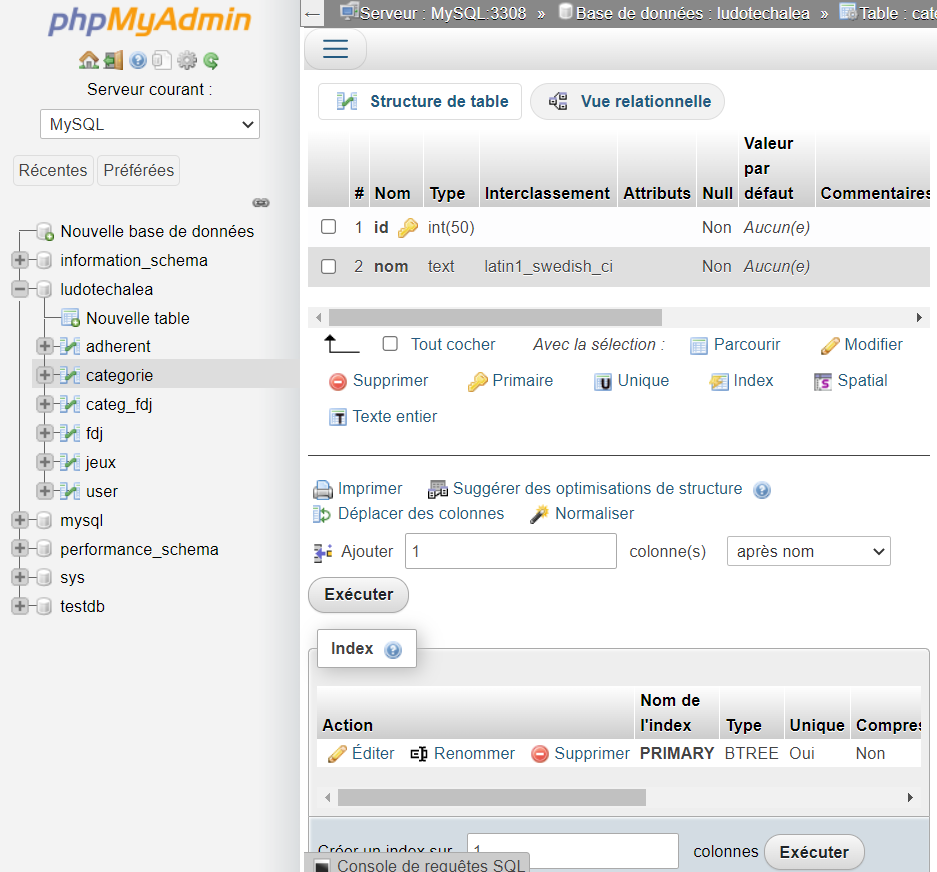 phpMyAdmin
Serveur courant :
MySQL
Récentes Préférées
Nouvelle base de données
information_schema
ludotechalea
Nouvelle table
adherent
categorie
categ_fdj
fdj
jeux
user
mysql
performance_schema
sys
testdb
Serveur : MySQL:3308 » Base de données : ludotechalea » Table : cate
Structure de table Vue relationnelle
# Nom Type Interclassement Attributs Null Valeur par défaut Commentaires
1 id int(50) Non Aucun(e)
2 nom text latin1_swedish_ci Non Aucun(e)
Tout cocher Avec la sélection : Parcourir Modifier
Supprimer Primaire Unique Index Spatial
Texte entier
Imprimer Suggérer des optimisations de structure
Déplacer des colonnes Normaliser
Ajouter 1 colonne(s) après nom
Exécuter
Index
Action Nom de l'index Type Unique Compres
Éditer Renommer Supprimer PRIMARY BTREE Oui Non
Créer un index sur 1 colonnes Exécuter
Console de requêtes SQL